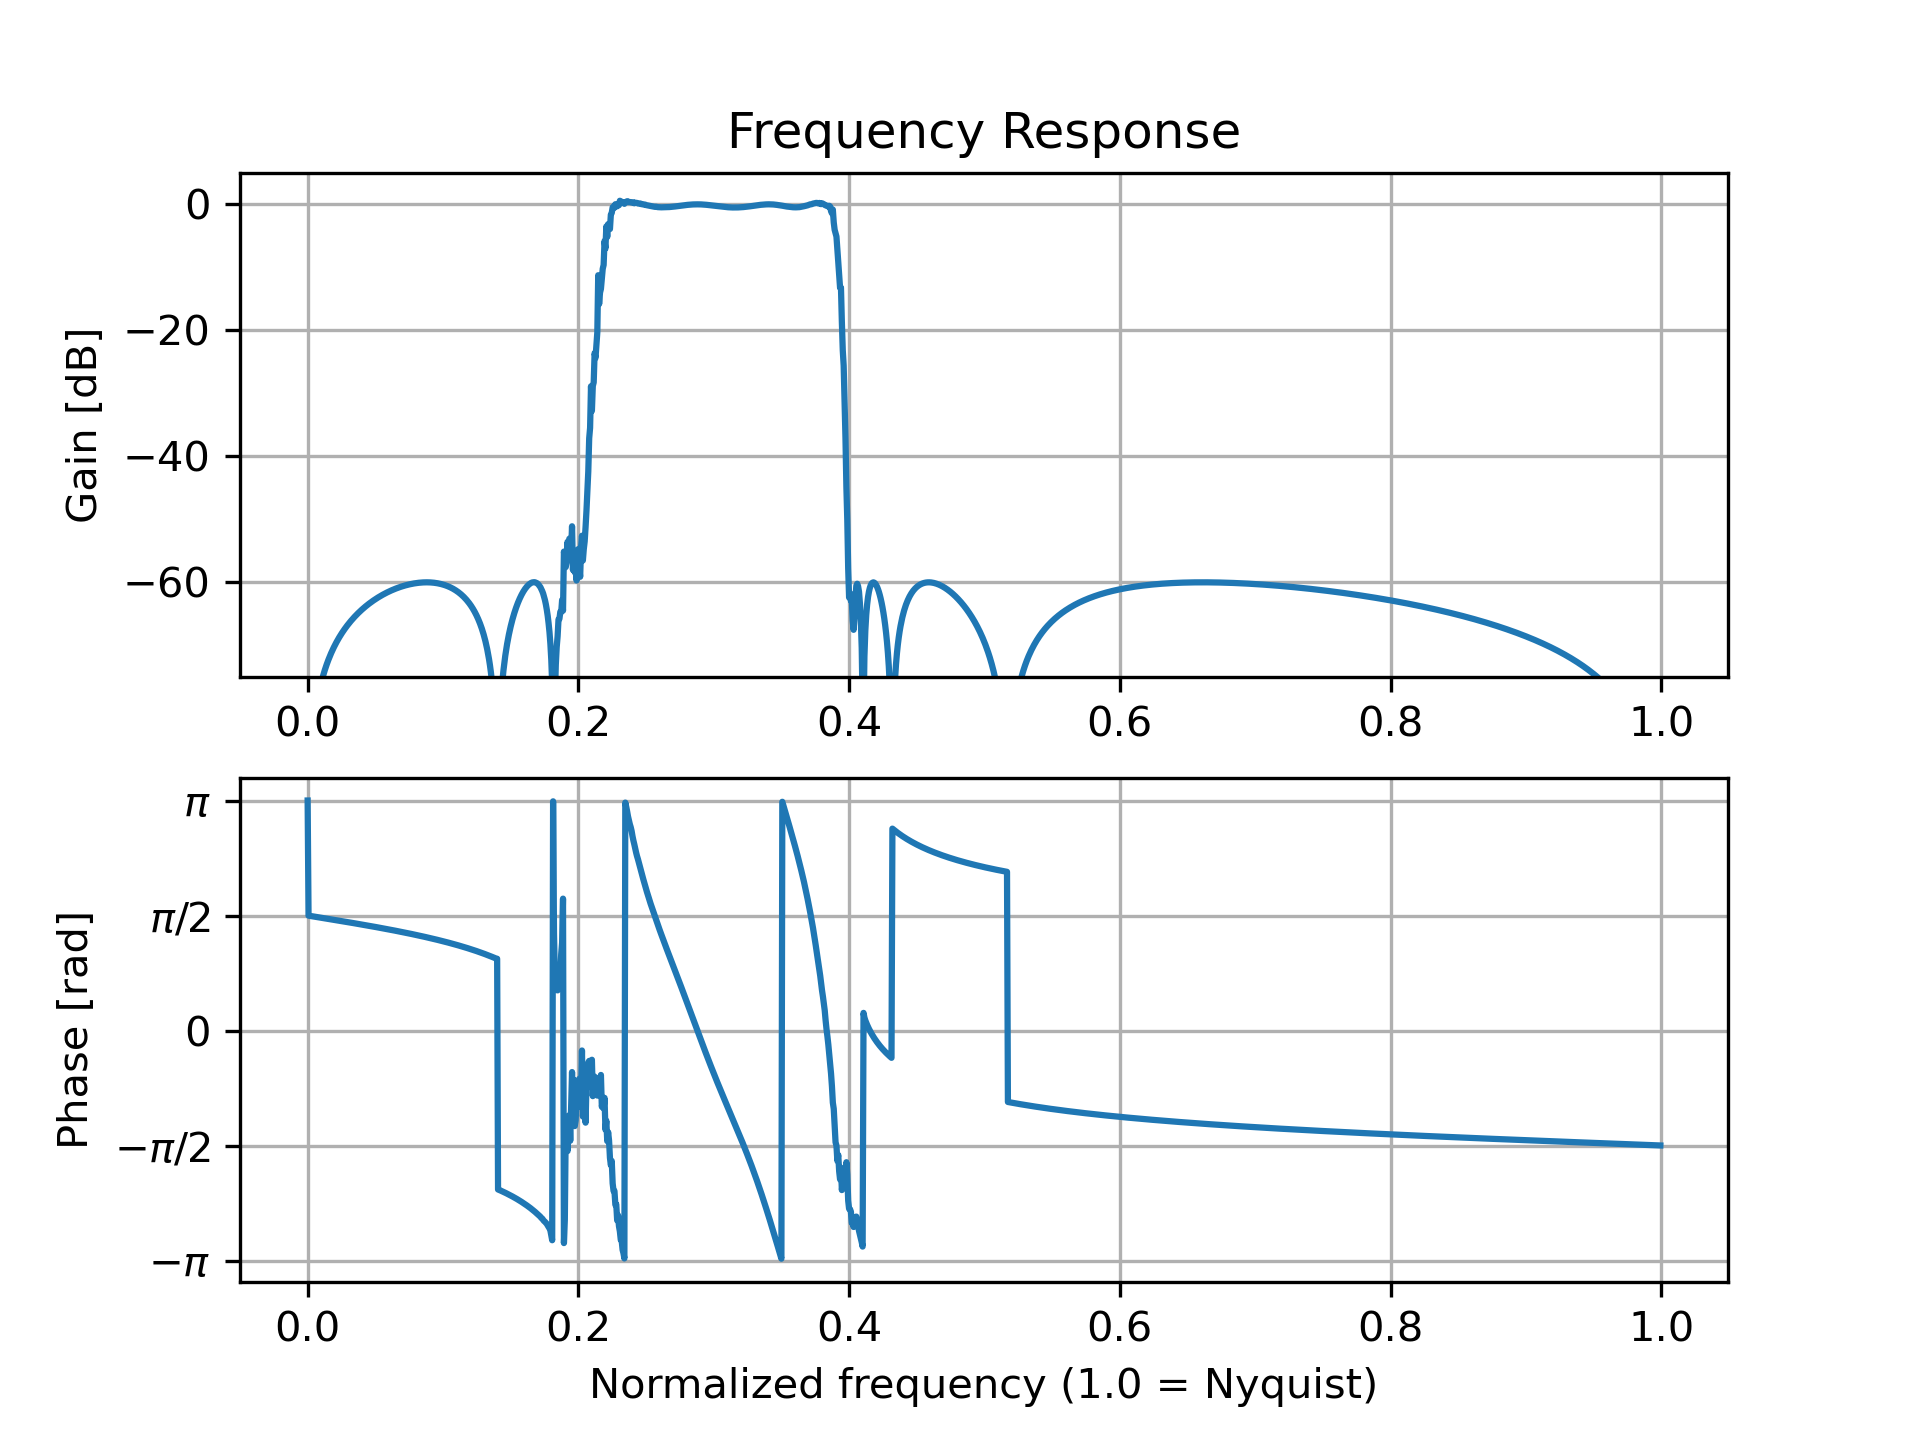 Frequency Response
0
−20
−40
−60
Gain [dB]
0.0 0.2 0.4 0.6 0.8 1.0
π
π/2
0
−π/2
−π
Phase [rad]
0.0 0.2 0.4 0.6 0.8 1.0
Normalized frequency (1.0 = Nyquist)